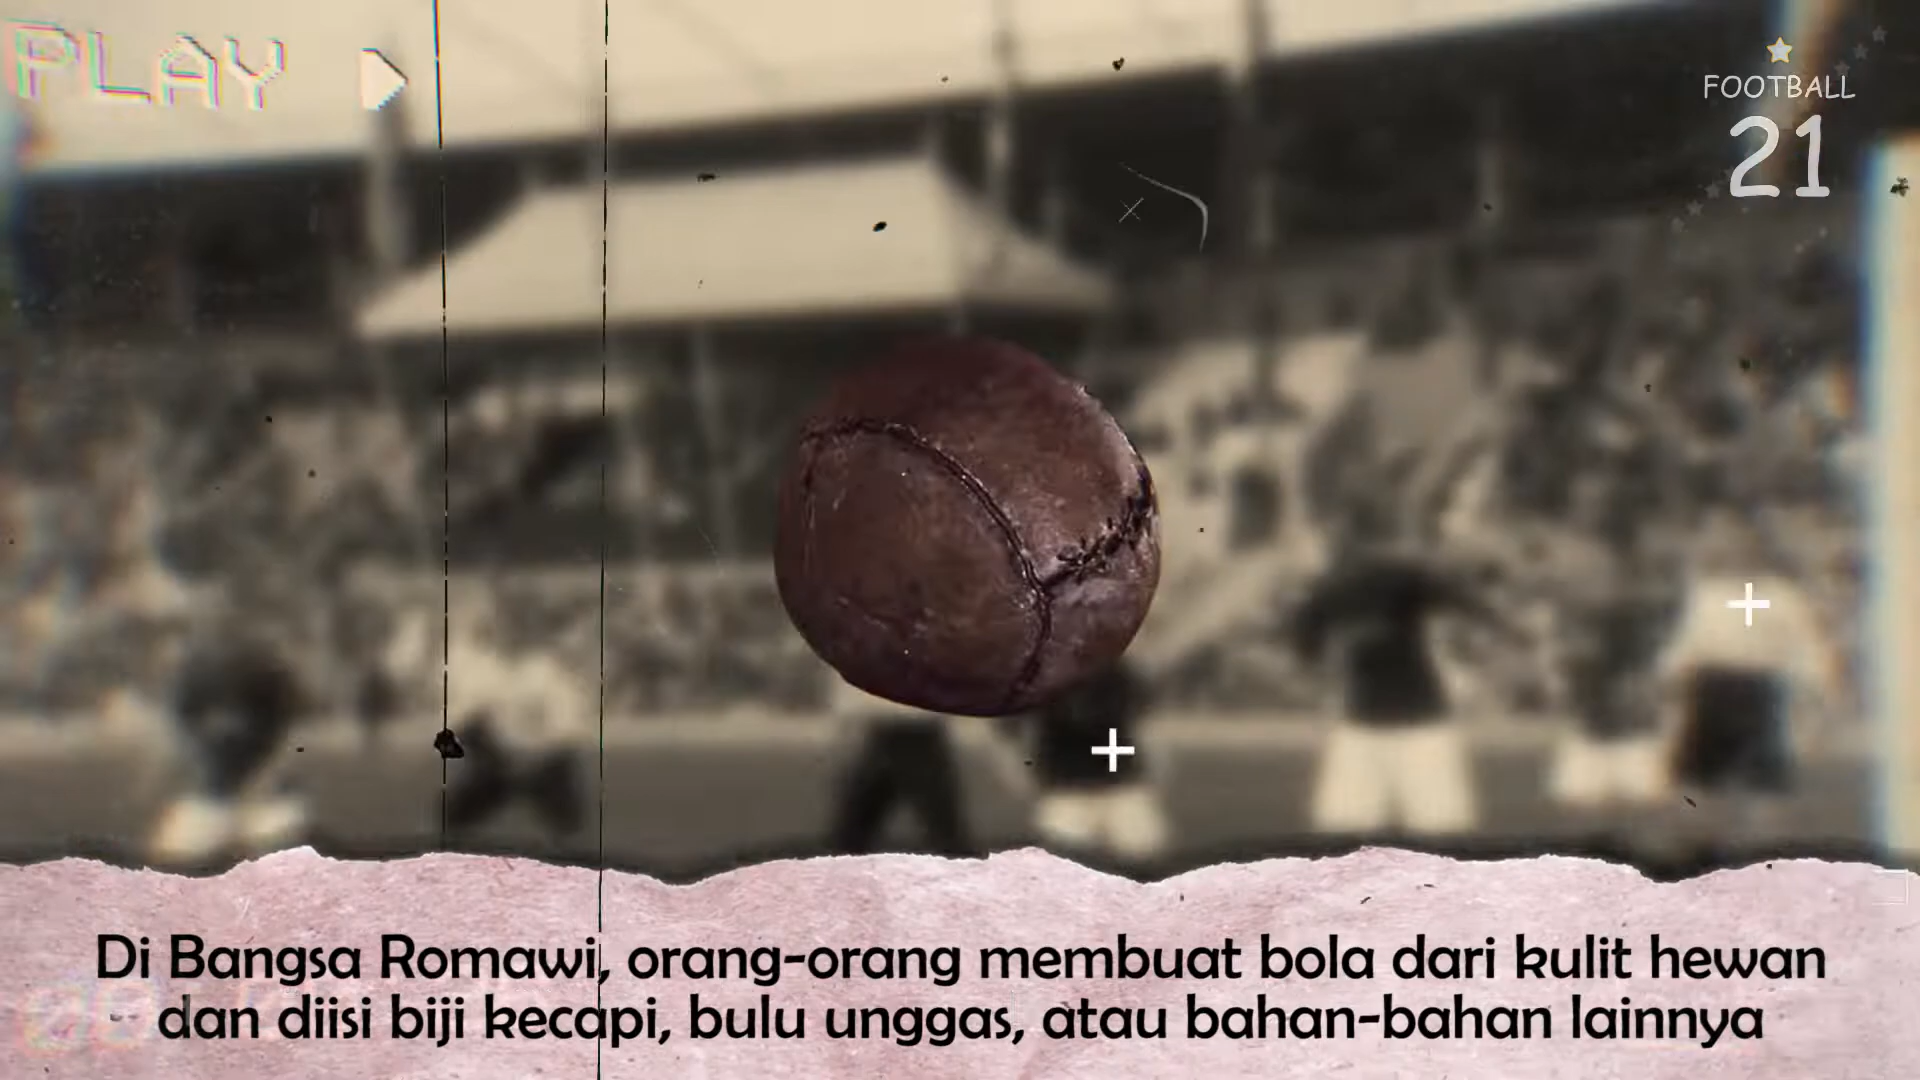 PLAY
FOOTBALL
21
Di Bangsa Romawi, orang-orang membuat bola dari kulit hewan
dan diisi biji kecapi, bulu unggas, atau bahan-bahan lainnya